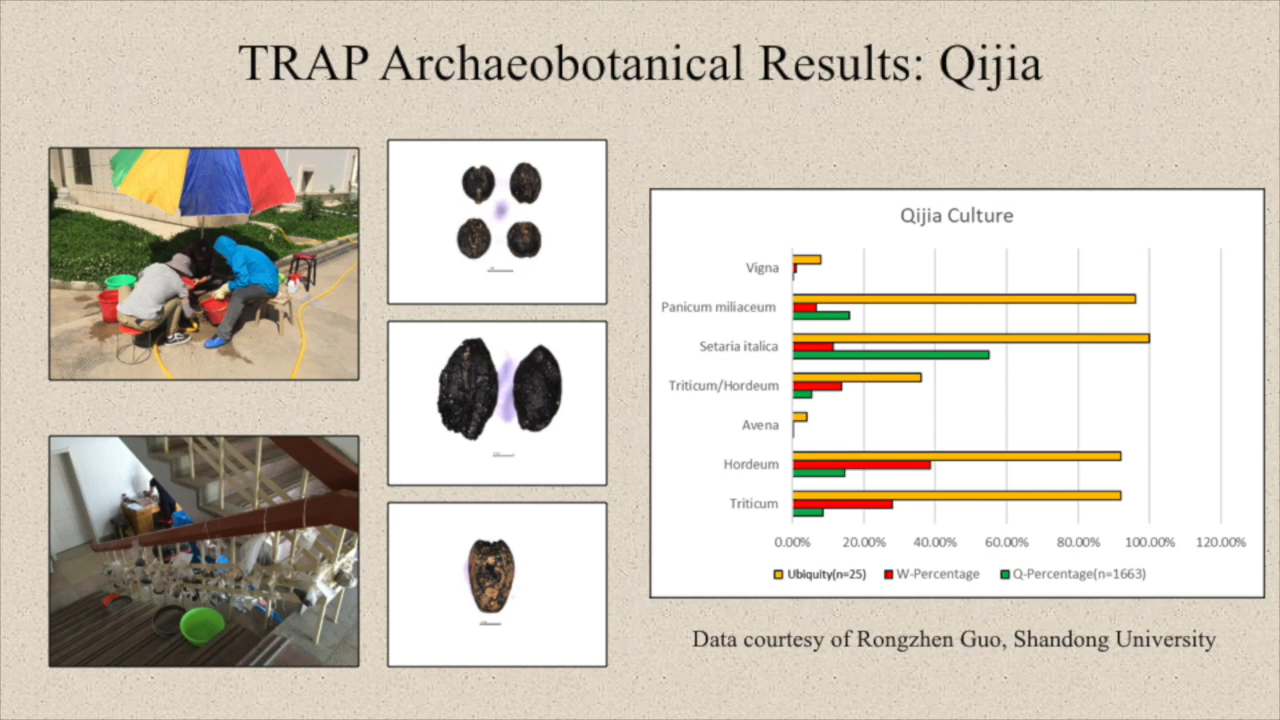 TRAP Archaeobotanical Results: Qijia
Qijia Culture
Vigna
Panicum miliaceum
Setaria italica
Triticum/Hordeum
Avena
Hordeum
Triticum
0.00% 20.00% 40.00% 60.00% 80.00% 100.00% 120.00%
Ubiquity(n=25) W-Percentage Q-Percentage(n=1663)
Data courtesy of Rongzhen Guo, Shandong University